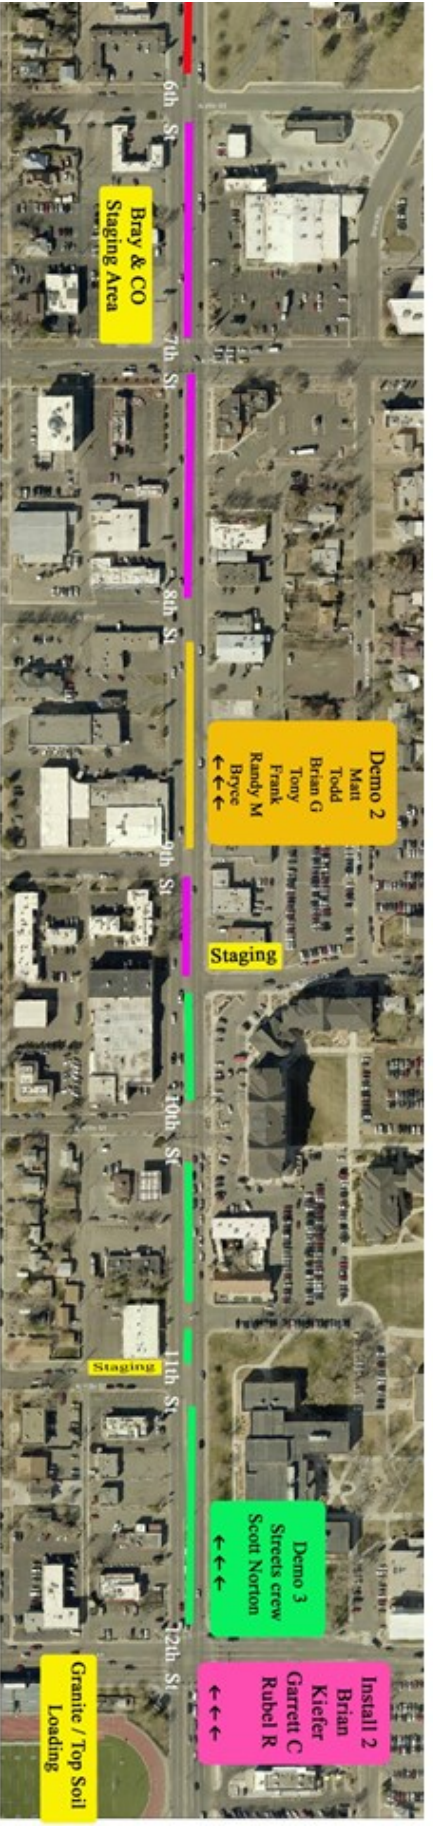 6th St
Bray & CO
Staging Area
7th St
8th St
Demo 2
Matt
Todd
Brian G
Tony
Frank
Randy M
Bryce
←←←
9th St
Staging
10th St
Staging
11th St.
Demo 3
Streets crew
Scott Norton
←←←
12th St
Install 2
Brian
Kiefer
Garrett C
Rubel R
←←←
Granite / Top Soil
Loading